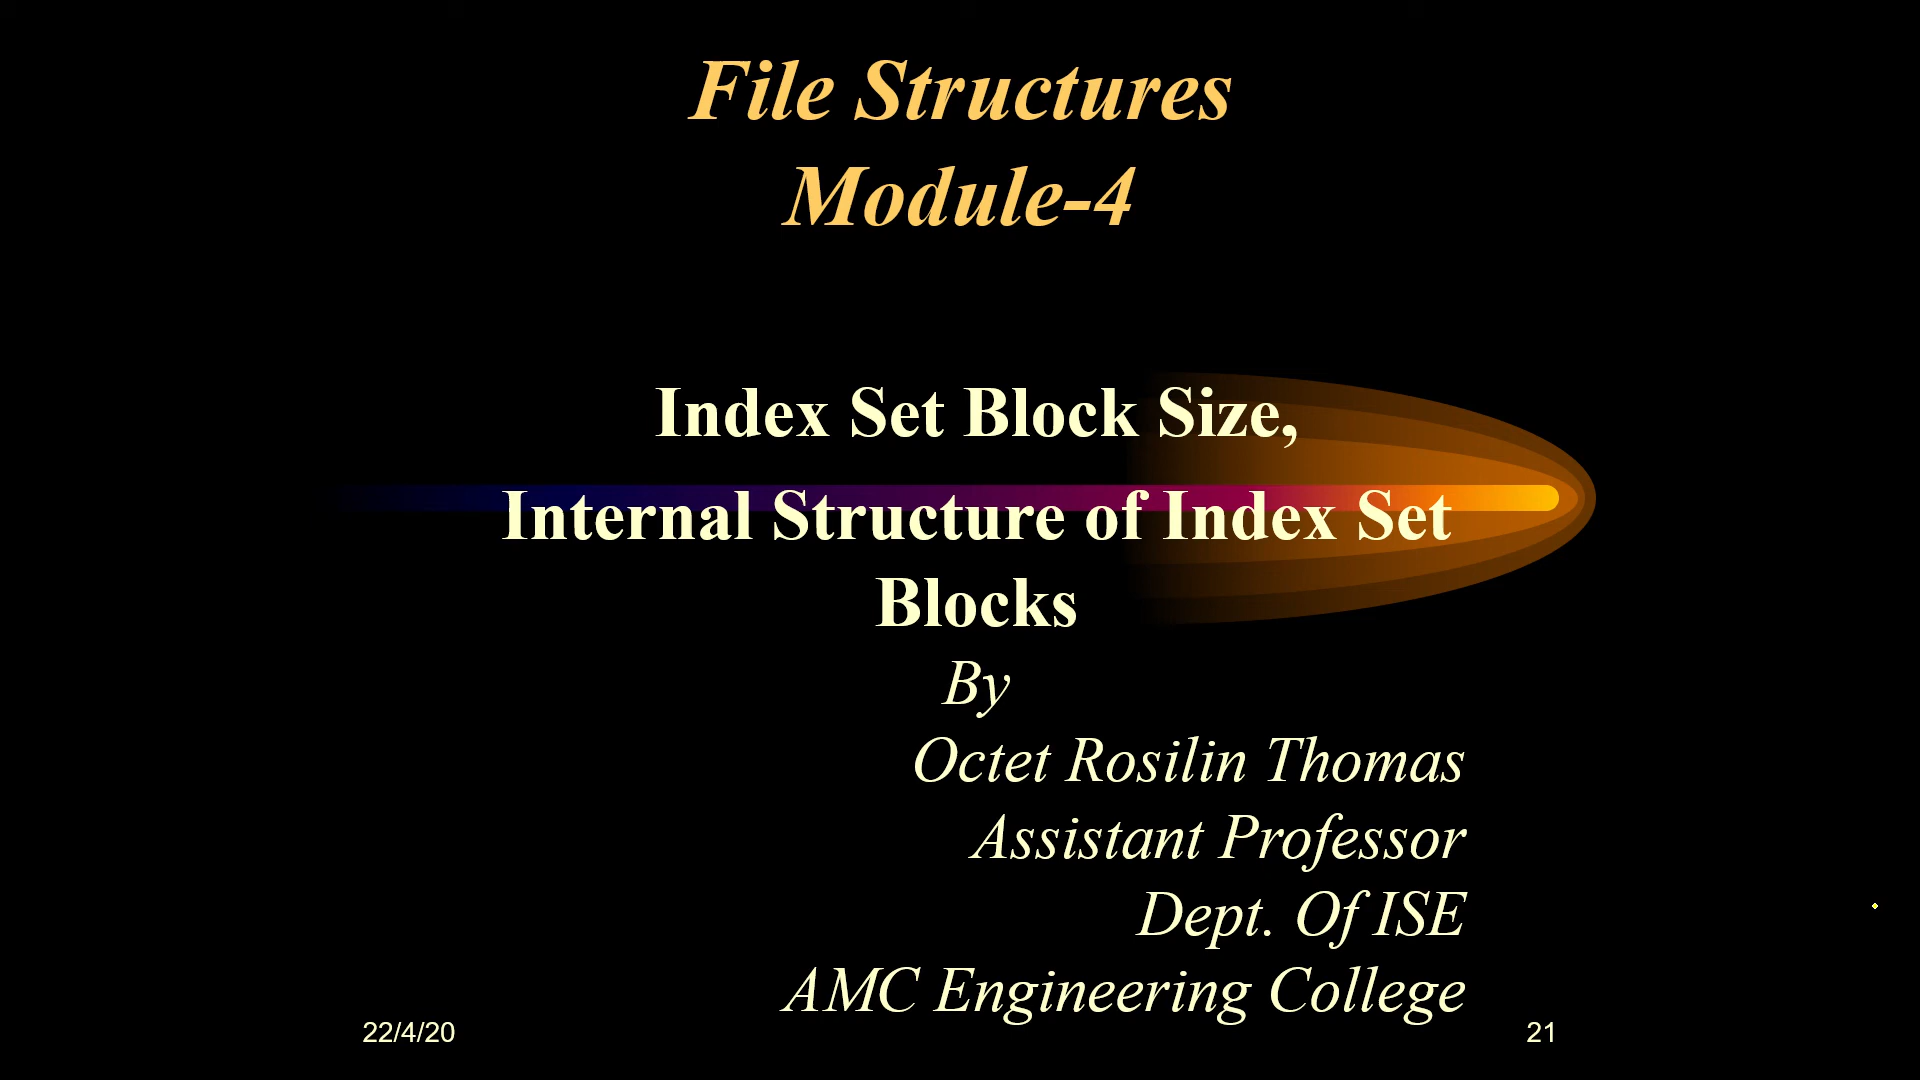 File Structures
Module-4
Index Set Block Size,
Internal Structure of Index Set
Blocks
By
Octet Rosilin Thomas
Assistant Professor
Dept. Of ISE
AMC Engineering College
22/4/20
21